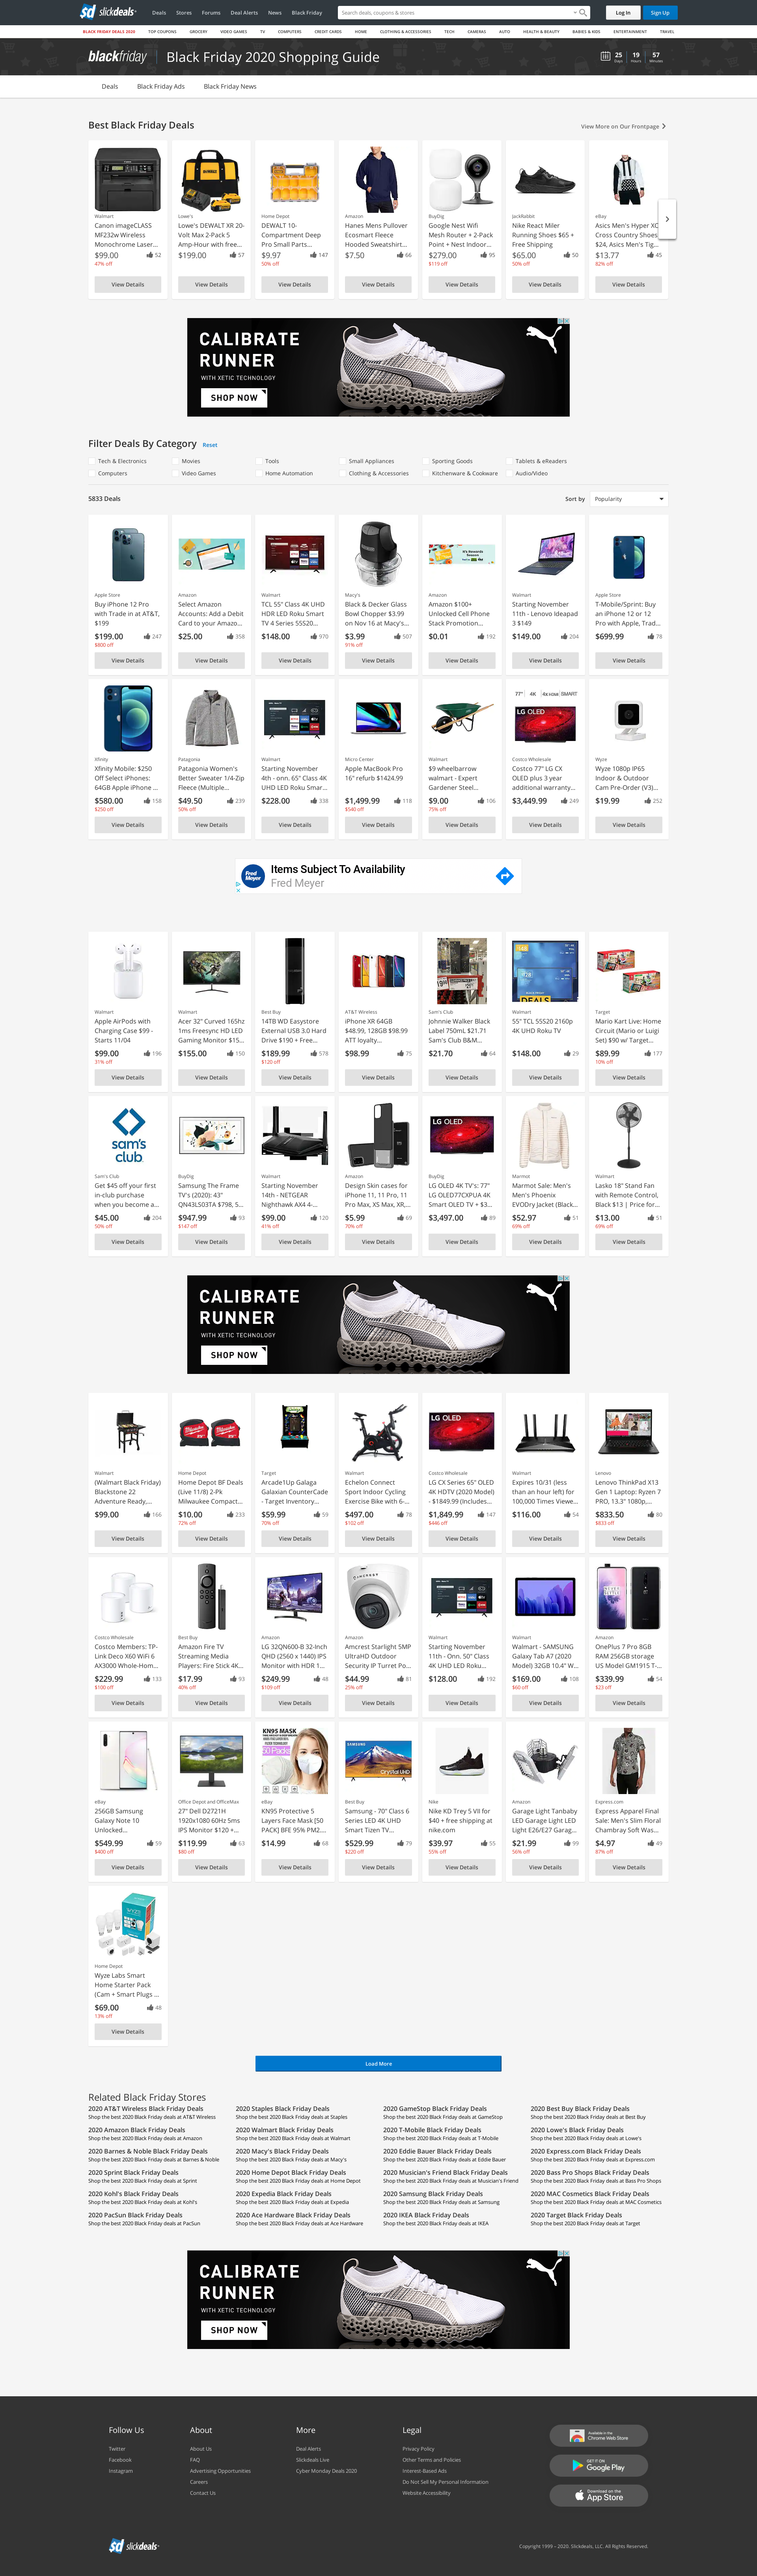 sd slickdeals
Deals Stores Forums Deal Alerts News Black Friday
Search deals, coupons & stores
Log In Sign Up
BLACK FRIDAY DEALS 2020 TOP COUPONS GROCERY VIDEO GAMES TV COMPUTERS CREDIT CARDS HOME CLOTHING & ACCESSORIES TECH CAMERAS AUTO HEALTH & BEAUTY BABIES & KIDS ENTERTAINMENT TRAVEL
blackfriday Black Friday 2020 Shopping Guide
25 Days 19 Hours 57 Minutes
Deals Black Friday Ads Black Friday News
Best Black Friday Deals
View More on Our Frontpage
Walmart
Canon imageCLASS
MF232w Wireless
Monochrome Laser...
$99.00 52
47% off
View Details
Lowe's
Lowe's DEWALT XR 20-
Volt Max 2-Pack 5
Amp-Hour with free...
$199.00 57
View Details
Home Depot
DEWALT 10-
Compartment Deep
Pro Small Parts...
$9.97 147
50% off
View Details
Amazon
Hanes Mens Pullover
Ecosmart Fleece
Hooded Sweatshirt...
$7.50 66
View Details
BuyDig
Google Nest Wifi
Mesh Router + 2-Pack
Point + Nest Indoor...
$279.00 95
$119 off
View Details
JackRabbit
Nike React Miler
Running Shoes $65 +
Free Shipping
$65.00 50
50% off
View Details
eBay
Asics Men's Hyper XC
Cross Country Shoes
$24, Asics Men's Tig...
$13.77 45
82% off
View Details
CALIBRATE
RUNNER
WITH XETIC TECHNOLOGY
SHOP NOW
Filter Deals By Category Reset
Tech & Electronics Movies Tools Small Appliances Sporting Goods Tablets & eReaders
Computers Video Games Home Automation Clothing & Accessories Kitchenware & Cookware Audio/Video
5833 Deals
Sort by Popularity
Apple Store
Buy iPhone 12 Pro
with Trade in at AT&T,
$199
$199.00 247
$800 off
View Details
Amazon
Select Amazon
Accounts: Add a Debit
Card to your Amazo...
$25.00 358
View Details
Walmart
TCL 55" Class 4K UHD
HDR LED Roku Smart
TV 4 Series 55S20...
$148.00 970
View Details
Macy's
Black & Decker Glass
Bowl Chopper $3.99
on Nov 16 at Macy's...
$3.99 507
91% off
View Details
Amazon
Amazon $100+
Unlocked Cell Phone
Stack Promotion...
$0.01 192
View Details
Walmart
Starting November
11th - Lenovo Ideapad
3 $149
$149.00 204
View Details
Apple Store
T-Mobile/Sprint: Buy
an iPhone 12 or 12
Pro with Apple, Trad...
$699.99 78
View Details
Xfinity
Xfinity Mobile: $250
Off Select iPhones:
64GB Apple iPhone ...
$580.00 158
$250 off
View Details
Patagonia
Patagonia Women's
Better Sweater 1/4-Zip
Fleece (Multiple...
$49.50 239
50% off
View Details
Walmart
Starting November
4th - onn. 65" Class 4K
UHD LED Roku Smar...
$228.00 338
View Details
Micro Center
Apple MacBook Pro
16" refurb $1424.99
$1,499.99 118
$540 off
View Details
Walmart
$9 wheelbarrow
walmart - Expert
Gardener Steel...
$9.00 106
75% off
View Details
77" 4K 4K HDMI SMART
LG OLED
Costco Wholesale
Costco 77" LG CX
OLED plus 3 year
additional warranty...
$3,449.99 249
View Details
Wyze
Wyze 1080p IP65
Indoor & Outdoor
Cam Pre-Order (V3)...
$19.99 252
View Details
Fred Meyer
Items Subject To Availability
Fred Meyer
Walmart
Apple AirPods with
Charging Case $99 -
Starts 11/04
$99.00 196
31% off
View Details
Walmart
Acer 32" Curved 165hz
1ms Freesync HD LED
Gaming Monitor $15...
$155.00 150
View Details
Best Buy
14TB WD Easystore
External USB 3.0 Hard
Drive $190 + Free...
$189.99 578
$120 off
View Details
AT&T Wireless
iPhone XR 64GB
$48.99, 128GB $98.99
ATT loyalty...
$98.99 75
View Details
Sam's Club
Johnnie Walker Black
Label 750mL $21.71
Sam's Club B&M...
$21.70 64
View Details
DEALS
Walmart
55" TCL 55S20 2160p
4K UHD Roku TV
$148.00 29
View Details
Target
Mario Kart Live: Home
Circuit (Mario or Luigi
Set) $90 w/ Target...
$89.99 177
10% off
View Details
sam's
club
Sam's Club
Get $45 off your first
in-club purchase
when you become a...
$45.00 204
50% off
View Details
BuyDig
Samsung The Frame
TV's (2020): 43"
QN43LS03TA $798, 5...
$947.99 93
$147 off
View Details
Walmart
Starting November
14th - NETGEAR
Nighthawk AX4 4-...
$99.00 120
41% off
View Details
Amazon
Design Skin cases for
iPhone 11, 11 Pro, 11
Pro Max, XS Max, XR,...
$5.99 69
70% off
View Details
LG OLED
BuyDig
LG OLED 4K TV's: 77"
LG OLED77CXPUA 4K
Smart OLED TV + $3...
$3,497.00 89
View Details
Marmot
Marmot Sale: Men's
Men's Phoenix
EVODry Jacket (Black...
$52.97 51
69% off
View Details
Walmart
Lasko 18" Stand Fan
with Remote Control,
Black $13 | Price for...
$13.00 51
60% off
View Details
CALIBRATE
RUNNER
WITH XETIC TECHNOLOGY
SHOP NOW
Walmart
(Walmart Black Friday)
Blackstone 22
Adventure Ready,...
$99.00 166
View Details
Home Depot
Home Depot BF Deals
(Live 11/8) 2-Pk
Milwaukee Compact...
$10.00 233
72% off
View Details
Target
Arcade1Up Galaga
Galaxian CounterCade
- Target Inventory...
$59.99 59
70% off
View Details
Walmart
Echelon Connect
Sport Indoor Cycling
Exercise Bike with 6-...
$497.00 78
$102 off
View Details
LG OLED
Costco Wholesale
LG CX Series 65" OLED
4K HDTV (2020 Model)
- $1849.99 (Includes...
$1,849.99 147
$446 off
View Details
Walmart
Expires 10/31 (less
than an hour left) for
100,000 Times Viewe...
$116.00 54
View Details
Lenovo
Lenovo ThinkPad X13
Gen 1 Laptop: Ryzen 7
PRO, 13.3" 1080p,...
$833.50 80
$833 off
View Details
Costco Wholesale
Costco Members: TP-
Link Deco X60 WiFi 6
AX3000 Whole-Hom...
$229.99 133
$100 off
View Details
Best Buy
Amazon Fire TV
Streaming Media
Players: Fire Stick 4K...
$17.99 93
40% off
View Details
Amazon
LG 32QN600-B 32-Inch
QHD (2560 x 1440) IPS
Monitor with HDR 1...
$249.99 48
$109 off
View Details
Amazon
Amcrest Starlight 5MP
UltraHD Outdoor
Security IP Turret Po...
$44.99 81
25% off
View Details
Walmart
Starting November
11th - Onn. 50" Class
4K UHD LED Roku...
$128.00 192
View Details
Walmart
Walmart - SAMSUNG
Galaxy Tab A7 (2020
Model) 32GB 10.4" W...
$169.00 108
$60 off
View Details
Amazon
OnePlus 7 Pro 8GB
RAM 256GB storage
US Model GM1915 T-...
$339.99 54
$23 off
View Details
eBay
256GB Samsung
Galaxy Note 10
Unlocked...
$549.99 59
$400 off
View Details
Office Depot and OfficeMax
27" Dell D2721H
1920x1080 60Hz 5ms
IPS Monitor $120 +...
$119.99 63
$80 off
View Details
KN95 MASK
eBay
KN95 Protective 5
Layers Face Mask [50
PACK] BFE 95% PM2....
$14.99 68
View Details
SAMSUNG
Crystal UHD
Best Buy
Samsung - 70" Class 6
Series LED 4K UHD
Smart Tizen TV...
$529.99 79
$220 off
View Details
Nike
Nike KD Trey 5 VII for
$40 + free shipping at
nike.com
$39.97 55
55% off
View Details
Amazon
Garage Light Tanbaby
LED Garage Light LED
Light E26/E27 Garag...
$21.99 99
56% off
View Details
Express.com
Express Apparel Final
Sale: Men's Slim Floral
Chambray Soft Was...
$4.97 49
87% off
View Details
Home Depot
Wyze Labs Smart
Home Starter Pack
(Cam + Smart Plugs ...
$69.00 48
13% off
View Details
Load More
Related Black Friday Stores
2020 AT&T Wireless Black Friday Deals
Shop the best 2020 Black Friday deals at AT&T Wireless
2020 Staples Black Friday Deals
Shop the best 2020 Black Friday deals at Staples
2020 GameStop Black Friday Deals
Shop the best 2020 Black Friday deals at GameStop
2020 Best Buy Black Friday Deals
Shop the best 2020 Black Friday deals at Best Buy
2020 Amazon Black Friday Deals
Shop the best 2020 Black Friday deals at Amazon
2020 Walmart Black Friday Deals
Shop the best 2020 Black Friday deals at Walmart
2020 T-Mobile Black Friday Deals
Shop the best 2020 Black Friday deals at T-Mobile
2020 Lowe's Black Friday Deals
Shop the best 2020 Black Friday deals at Lowe's
2020 Barnes & Noble Black Friday Deals
Shop the best 2020 Black Friday deals at Barnes & Noble
2020 Macy's Black Friday Deals
Shop the best 2020 Black Friday deals at Macy's
2020 Eddie Bauer Black Friday Deals
Shop the best 2020 Black Friday deals at Eddie Bauer
2020 Express.com Black Friday Deals
Shop the best 2020 Black Friday deals at Express.com
2020 Sprint Black Friday Deals
Shop the best 2020 Black Friday deals at Sprint
2020 Home Depot Black Friday Deals
Shop the best 2020 Black Friday deals at Home Depot
2020 Musician's Friend Black Friday Deals
Shop the best 2020 Black Friday deals at Musician's Friend
2020 Bass Pro Shops Black Friday Deals
Shop the best 2020 Black Friday deals at Bass Pro Shops
2020 Kohl's Black Friday Deals
Shop the best 2020 Black Friday deals at Kohl's
2020 Expedia Black Friday Deals
Shop the best 2020 Black Friday deals at Expedia
2020 Samsung Black Friday Deals
Shop the best 2020 Black Friday deals at Samsung
2020 MAC Cosmetics Black Friday Deals
Shop the best 2020 Black Friday deals at MAC Cosmetics
2020 PacSun Black Friday Deals
Shop the best 2020 Black Friday deals at PacSun
2020 Ace Hardware Black Friday Deals
Shop the best 2020 Black Friday deals at Ace Hardware
2020 IKEA Black Friday Deals
Shop the best 2020 Black Friday deals at IKEA
2020 Target Black Friday Deals
Shop the best 2020 Black Friday deals at Target
CALIBRATE
RUNNER
WITH XETIC TECHNOLOGY
SHOP NOW
Follow Us
Twitter
Facebook
Instagram
About
About Us
FAQ
Advertising Opportunities
Careers
Contact Us
More
Deal Alerts
Slickdeals Live
Cyber Monday Deals 2020
Legal
Privacy Policy
Other Terms and Policies
Interest-Based Ads
Do Not Sell My Personal Information
Website Accessibility
Available in the
Chrome Web Store
GET IT ON
Google Play
Download on the
App Store
sd slickdeals
Copyright 1999 - 2020. Slickdeals, LLC. All Rights Reserved.